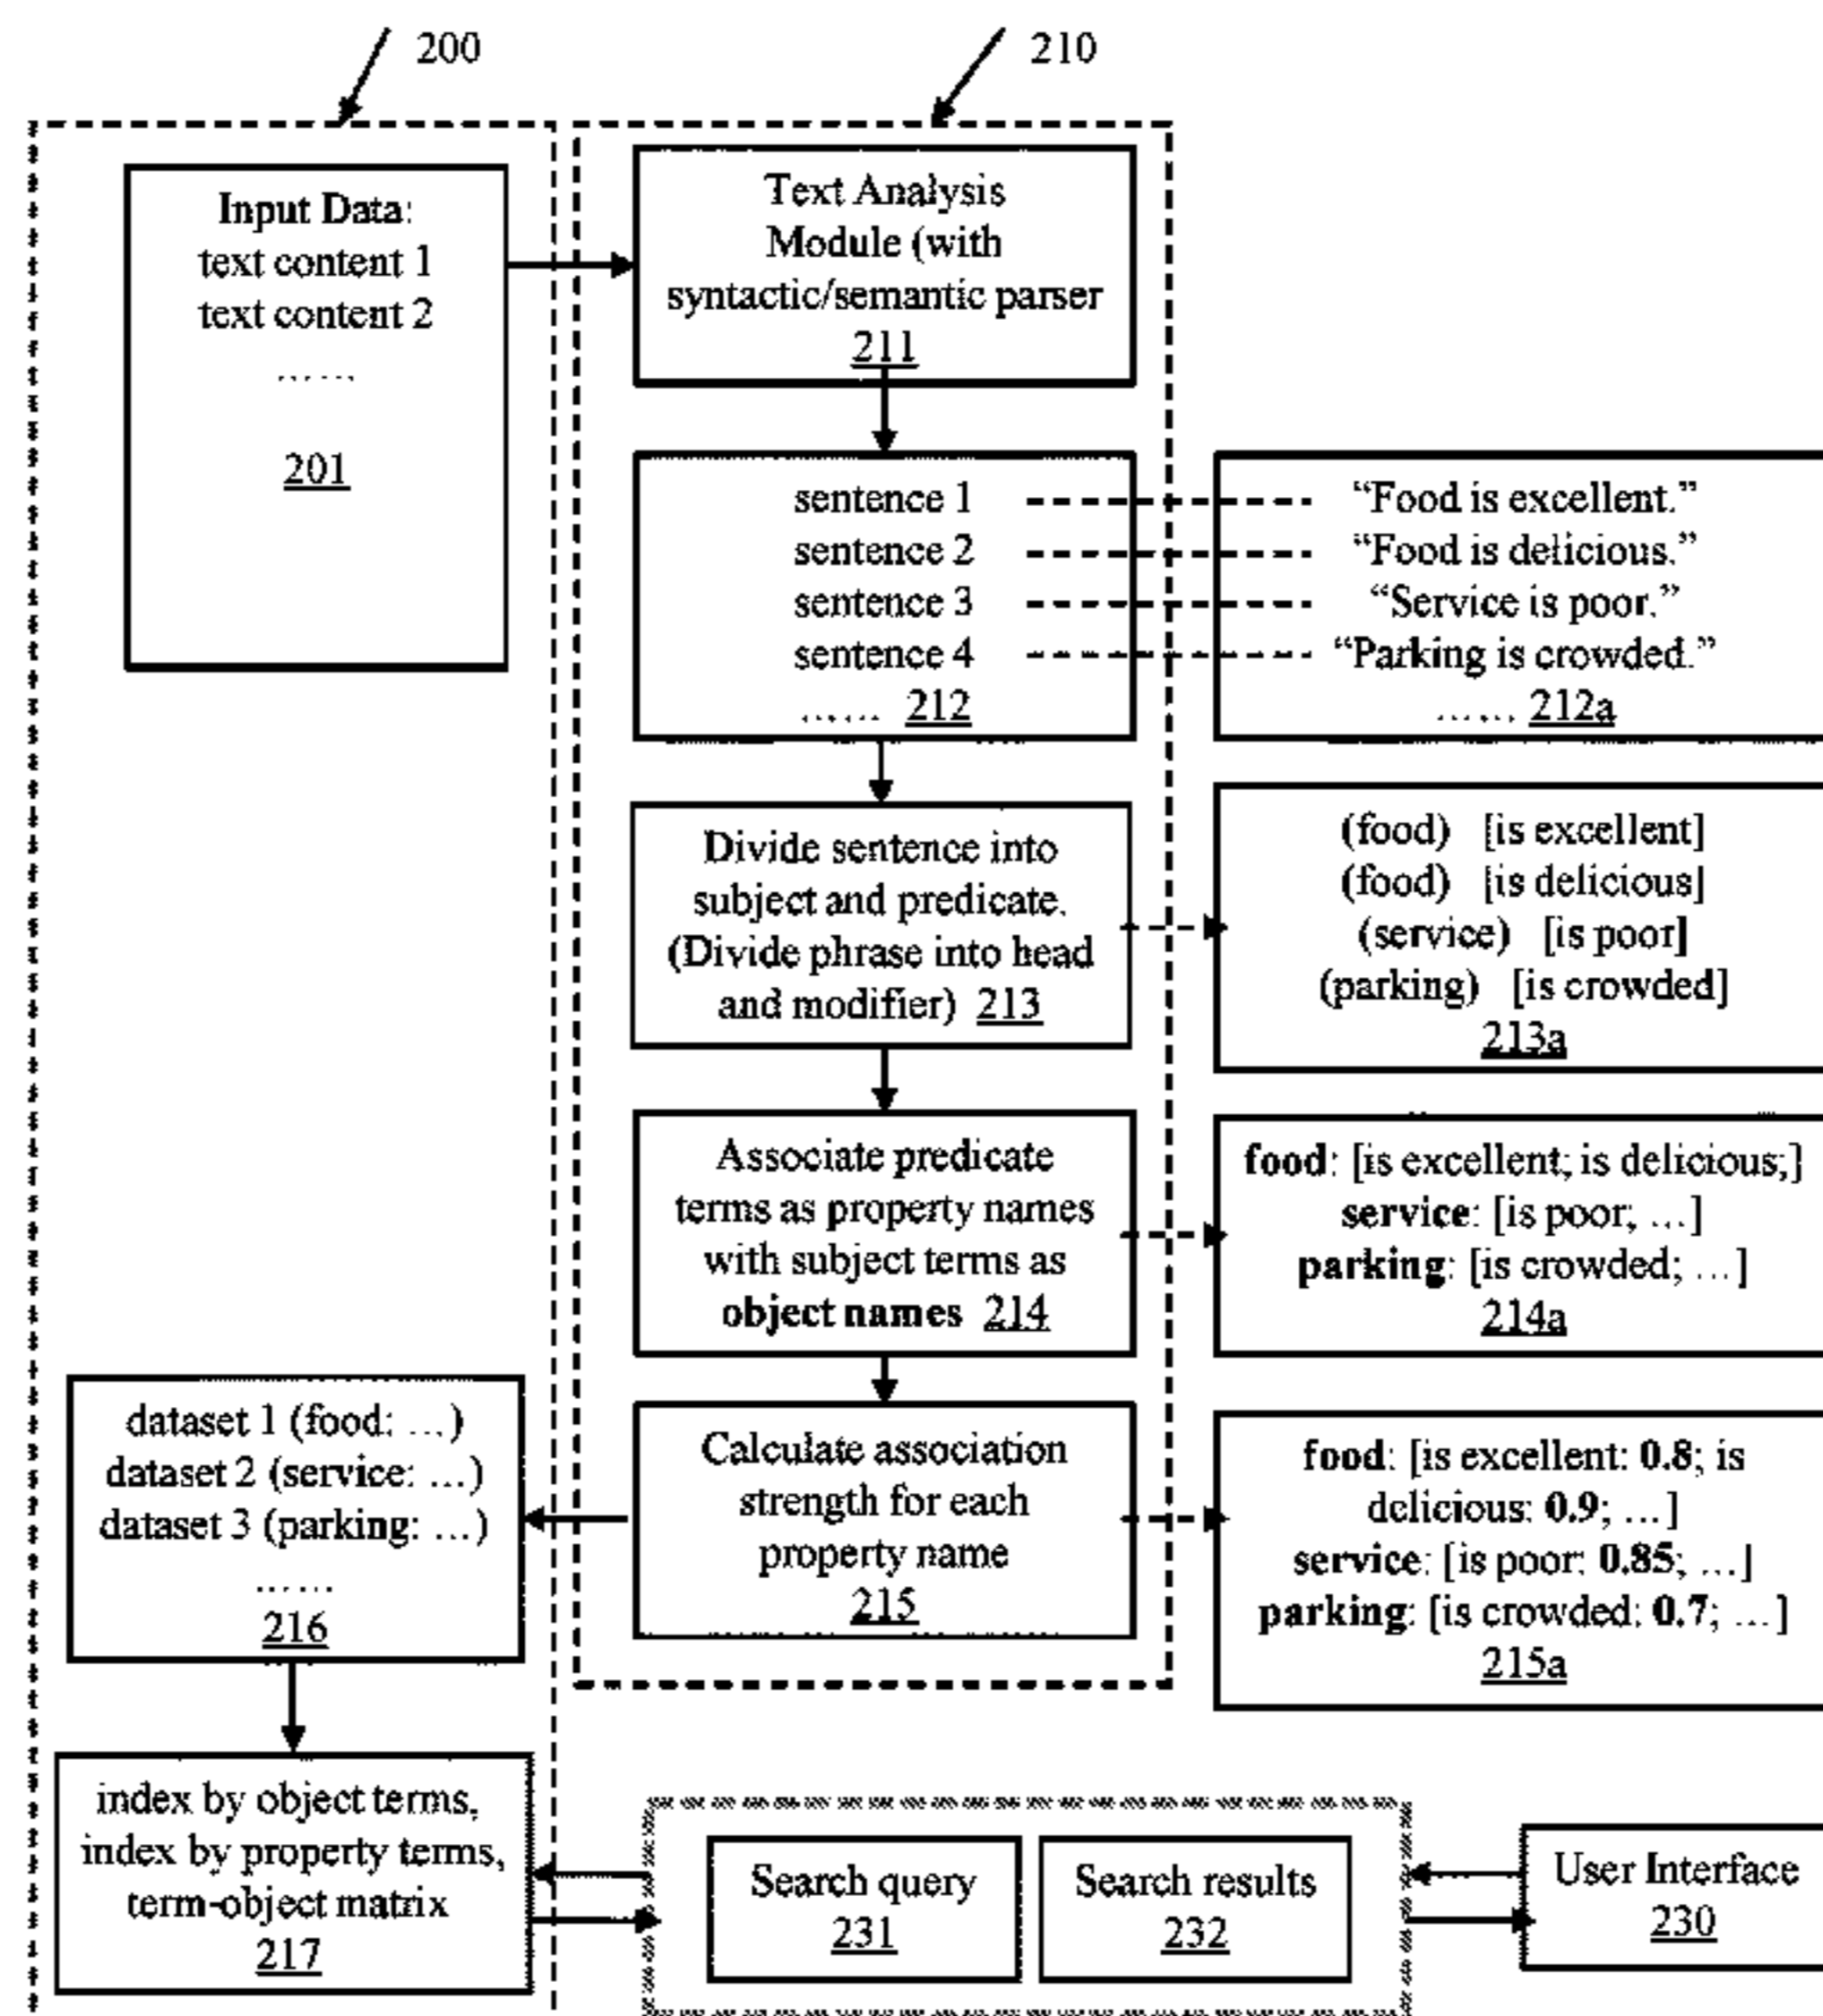 200
210
Input Data:
text content 1
text content 2
……
201
Text Analysis
Module (with
syntactic/semantic parser
211
sentence 1
sentence 2
sentence 3
sentence 4
…… 212
“Food is excellent.”
“Food is delicious.”
“Service is poor.”
“Parking is crowded.”
…… 212a
Divide sentence into
subject and predicate.
(Divide phrase into head
and modifier) 213
(food) [is excellent]
(food) [is delicious]
(service) [is poor]
(parking) [is crowded]
213a
Associate predicate
terms as property names
with subject terms as
object names 214
food: [is excellent; is delicious;]
service: [is poor; …]
parking: [is crowded; …]
214a
Calculate association
strength for each
property name
215
food: [is excellent: 0.8; is
delicious: 0.9; …]
service: [is poor: 0.85; …]
parking: [is crowded: 0.7; …]
215a
dataset 1 (food: …)
dataset 2 (service: …)
dataset 3 (parking: …)
……
216
index by object terms,
index by property terms,
term-object matrix
217
Search query
231
Search results
232
User Interface
230